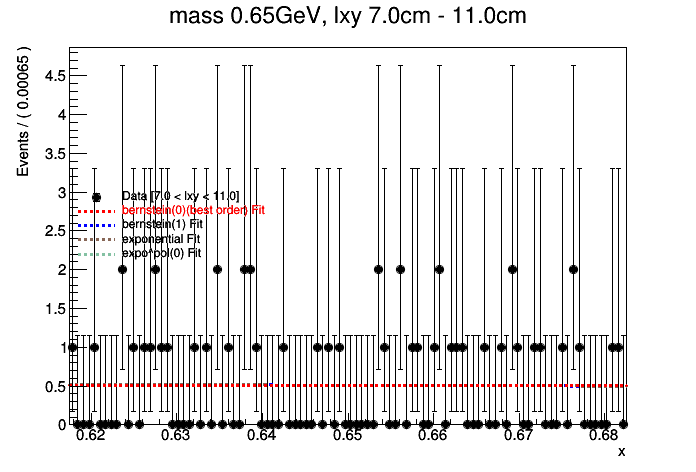 mass 0.65GeV, lxy 7.0cm - 11.0cm
Events / ( 0.00065 )
4.5
4
3.5
3
2.5
2
1.5
1
0.5
0
Data [7.0 < lxy < 11.0]
bernstein(0)(best order) Fit
bernstein(1) Fit
exponential Fit
expo^pol(0) Fit
0.62 0.63 0.64 0.65 0.66 0.67 0.68
x